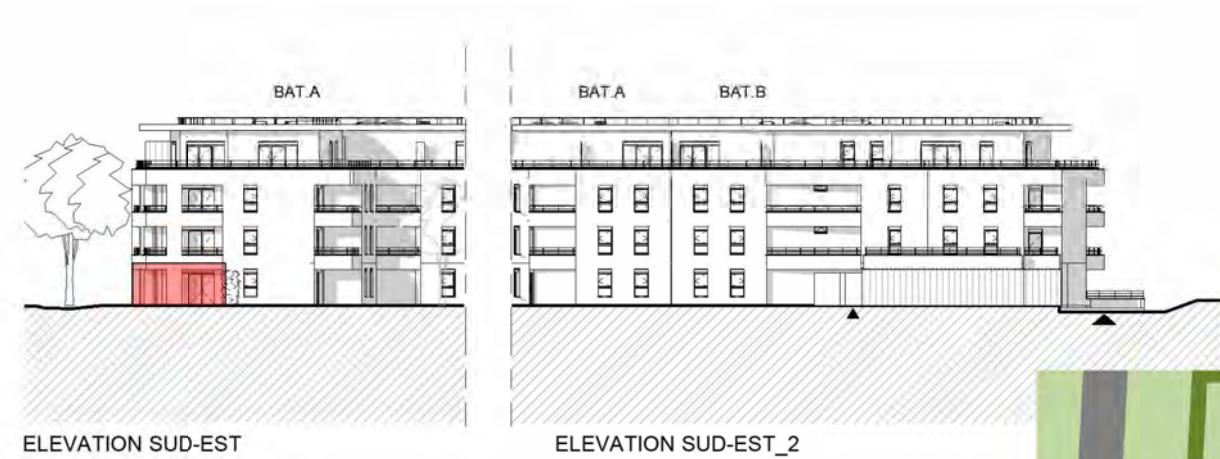 BAT.A
BAT.A
BAT.B
ELEVATION SUD-EST
ELEVATION SUD-EST_2